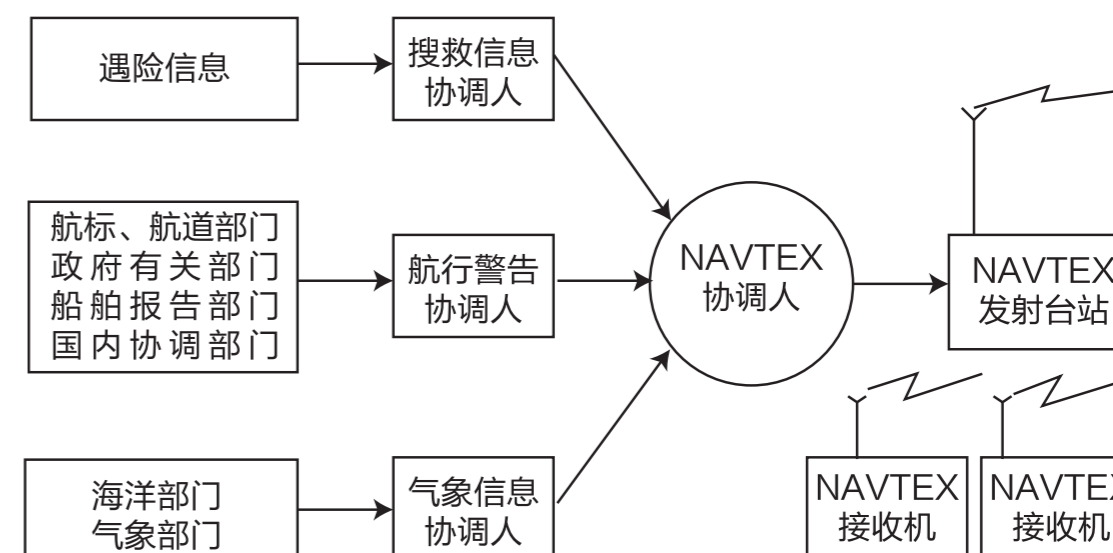 遇险信息
搜救信息
协调人
航标、航道部门
政府有关部门
船舶报告部门
国内协调部门
航行警告
协调人
NAVTEX
协调人
NAVTEX
发射台站
海洋部门
气象部门
气象信息
协调人
NAVTEX
接收机
NAVTEX
接收机